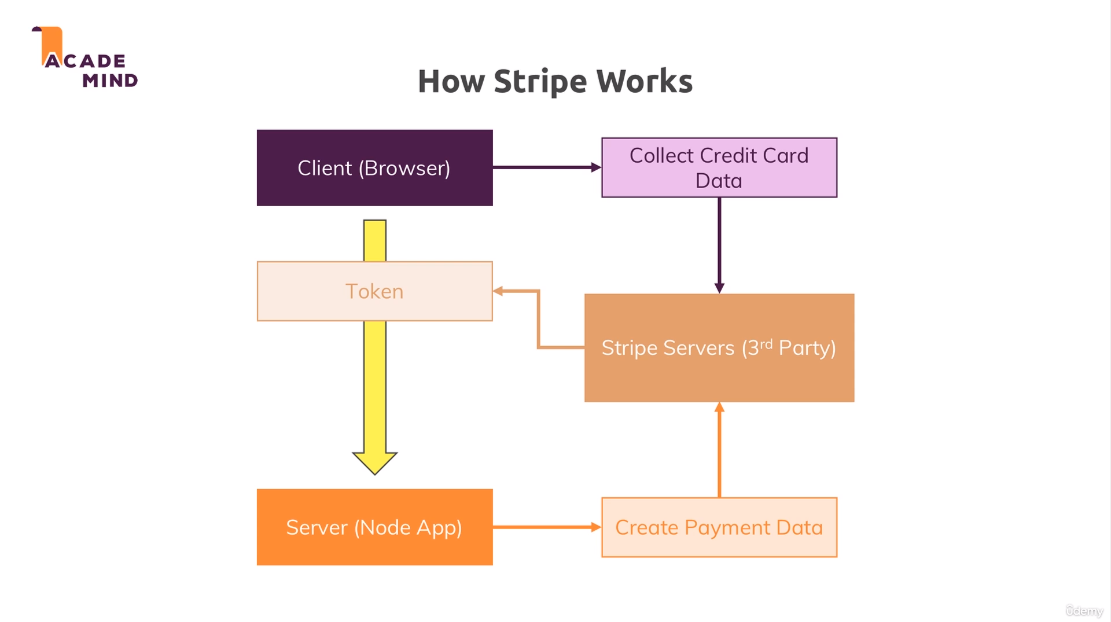 ACADE
MIND
How Stripe Works
Client (Browser)
Collect Credit Card
Data
Token
Stripe Servers (3rd Party)
Server (Node App)
Create Payment Data
ûdemy